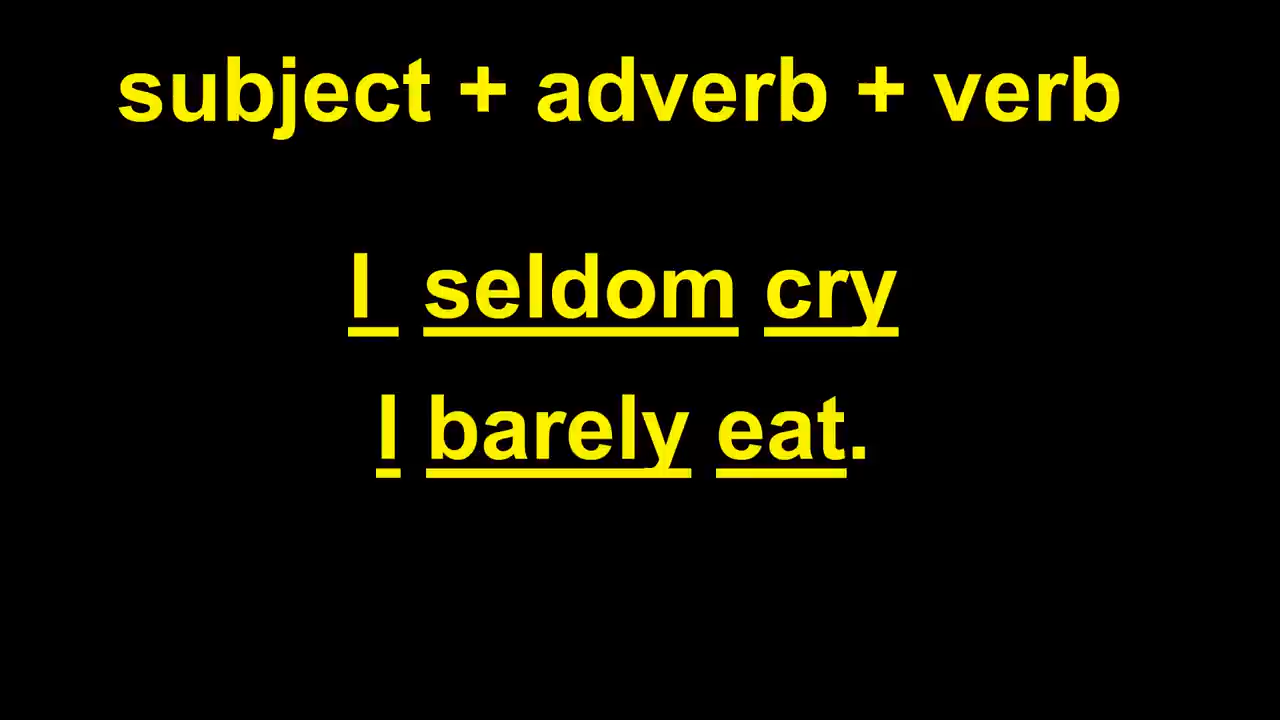 subject + adverb + verb
I seldom cry
I barely eat.